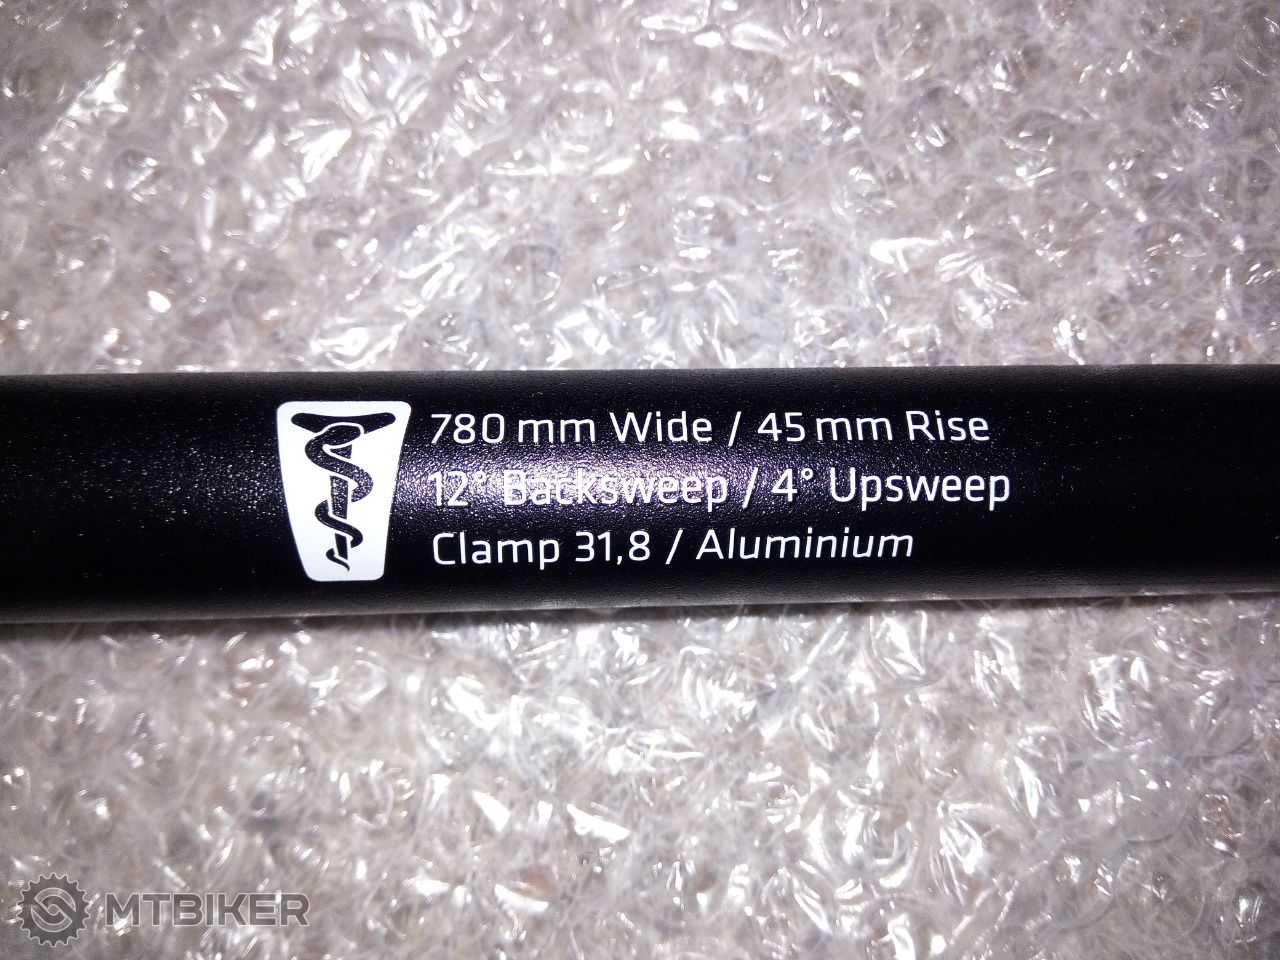 780 mm Wide / 45 mm Rise
12° Backsweep / 4° Upsweep
Clamp 31,8 / Aluminium
MTBIKER